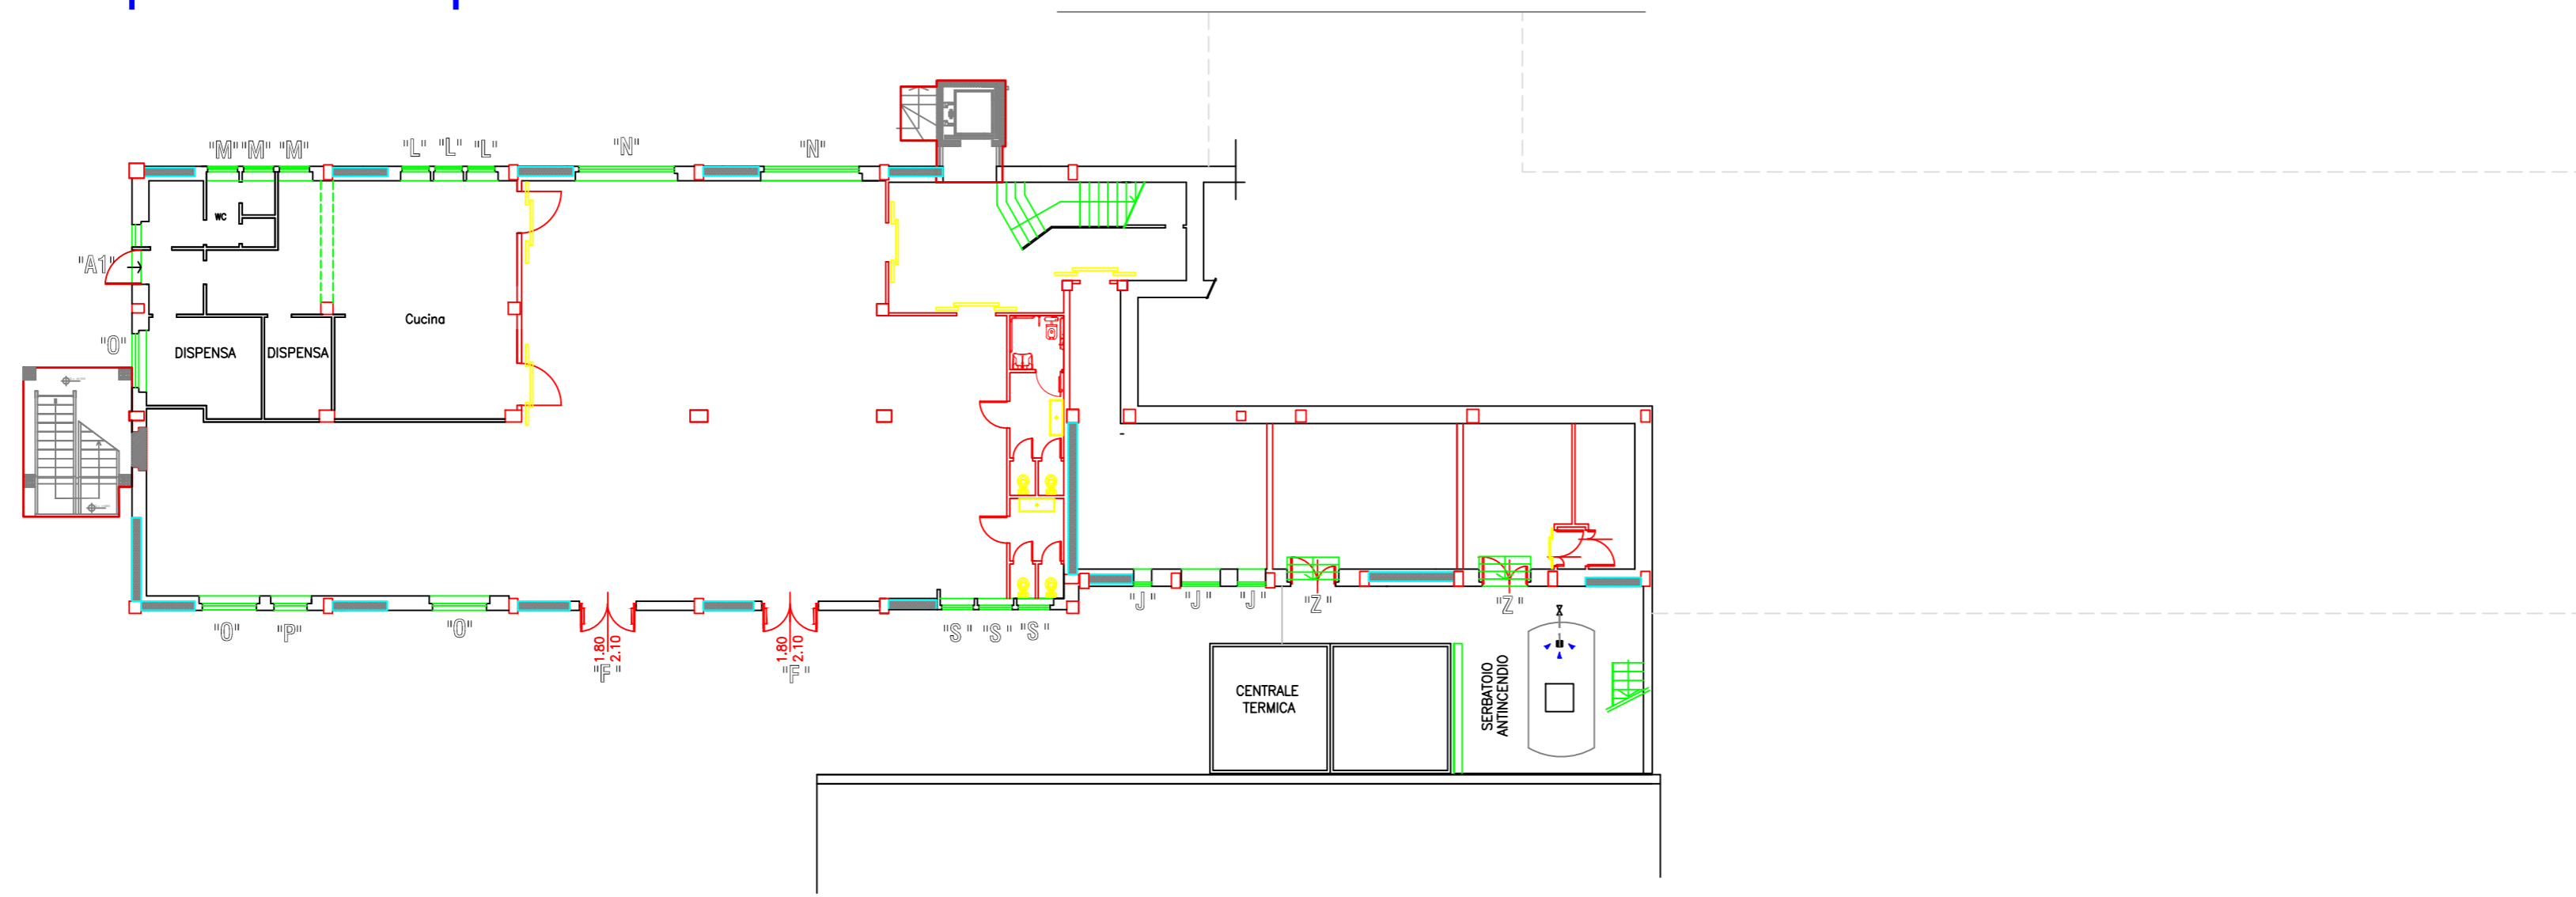 "M" "M" "M" "L" "L" "L" "N" "N"
WC
"A1"
Cucina
"O"
DISPENSA DISPENSA
"O" "P" "O"
1.80
2.10
"F"
1.80
2.10
"F"
"S" "S" "S"
"J" "J" "J" "Z" "Z"
CENTRALE
TERMICA
SERBATOIO
ANTINCENDIO